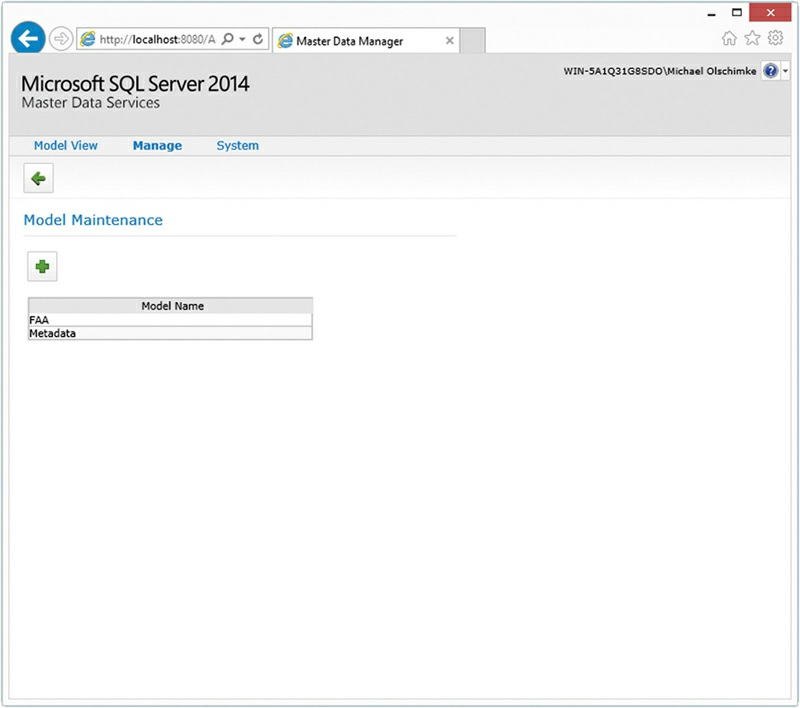 http://localhost:8080/A
Master Data Manager
WIN-5A1Q31G8SDO\Michael Olschimke
Microsoft SQL Server 2014
Master Data Services
Model View Manage System
Model Maintenance
Model Name
FAA
Metadata